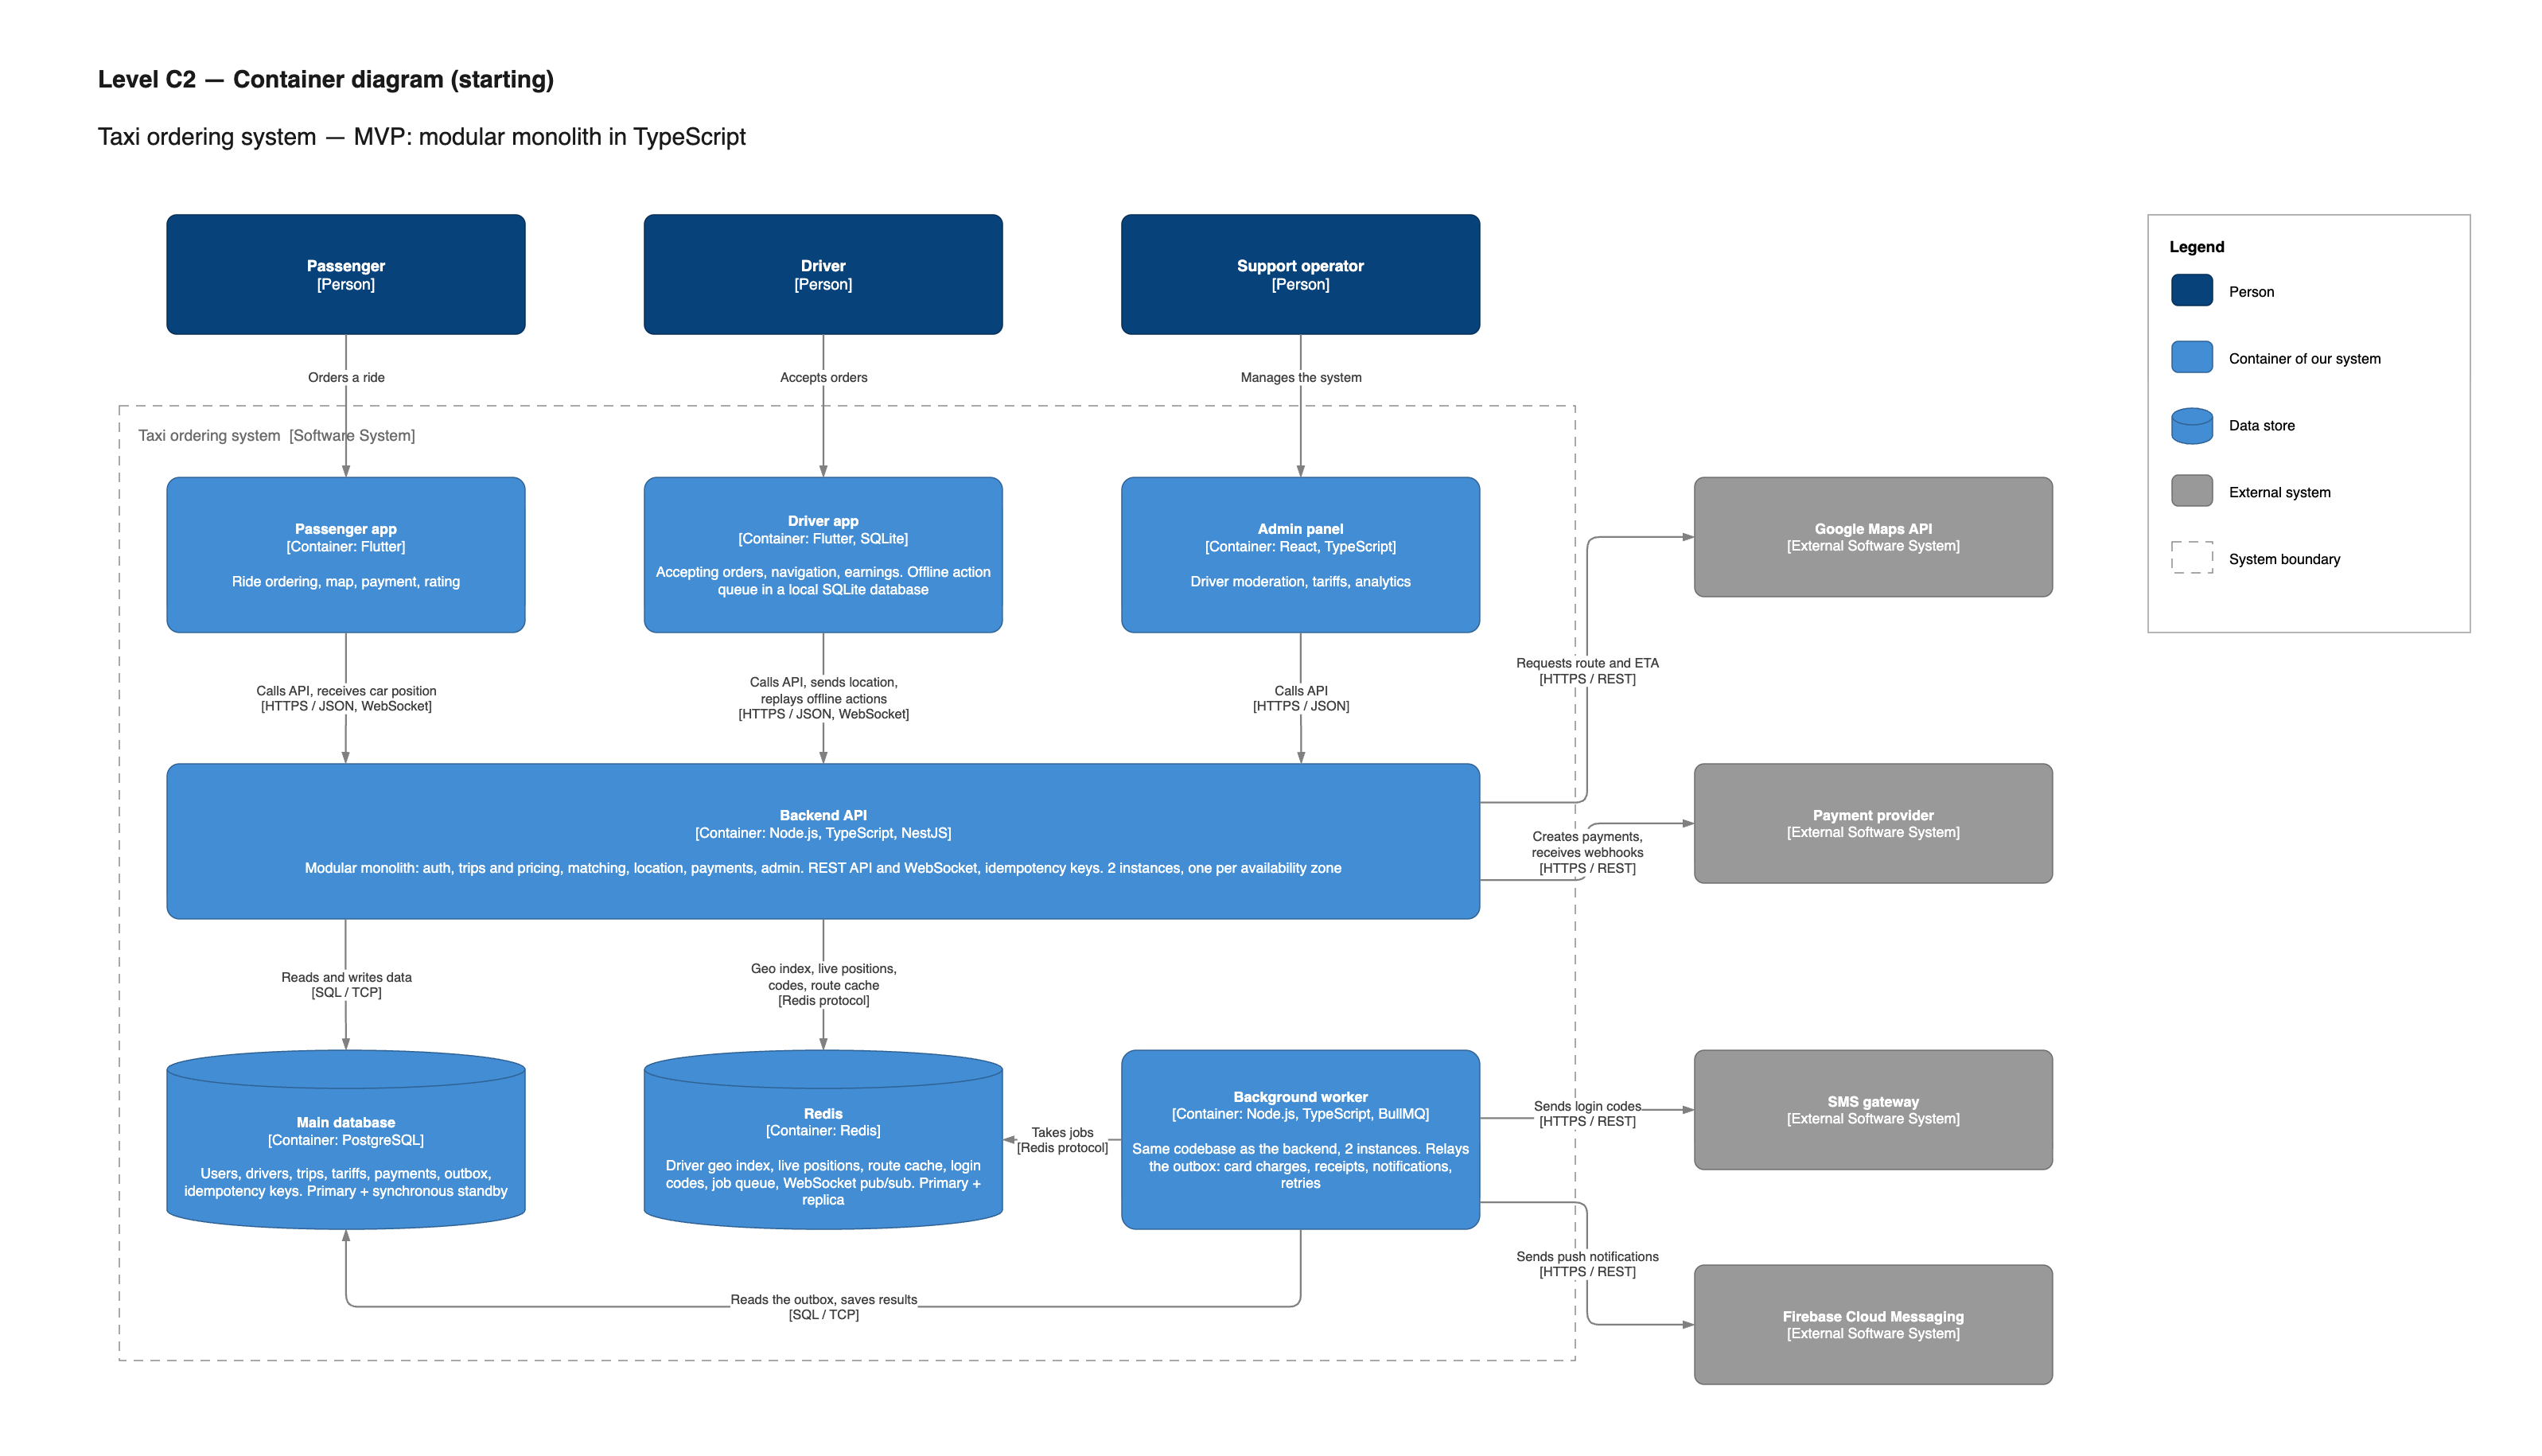 Level C2 — Container diagram (starting)
Taxi ordering system — MVP: modular monolith in TypeScript
Passenger
[Person]
Driver
[Person]
Support operator
[Person]
Legend
Person
Container of our system
Data store
External system
System boundary
Orders a ride
Accepts orders
Manages the system
Taxi ordering system [Software System]
Passenger app
[Container: Flutter]
Ride ordering, map, payment, rating
Driver app
[Container: Flutter, SQLite]
Accepting orders, navigation, earnings. Offline action
queue in a local SQLite database
Admin panel
[Container: React, TypeScript]
Driver moderation, tariffs, analytics
Google Maps API
[External Software System]
Calls API, receives car position
[HTTPS / JSON, WebSocket]
Calls API, sends location,
replays offline actions
[HTTPS / JSON, WebSocket]
Calls API
[HTTPS / JSON]
Requests route and ETA
[HTTPS / REST]
Backend API
[Container: Node.js, TypeScript, NestJS]
Modular monolith: auth, trips and pricing, matching, location, payments, admin. REST API and WebSocket, idempotency keys. 2 instances, one per availability zone
Creates payments,
receives webhooks
[HTTPS / REST]
Payment provider
[External Software System]
Reads and writes data
[SQL / TCP]
Geo index, live positions,
codes, route cache
[Redis protocol]
Main database
[Container: PostgreSQL]
Users, drivers, trips, tariffs, payments, outbox,
idempotency keys. Primary + synchronous standby
Redis
[Container: Redis]
Driver geo index, live positions, route cache, login
codes, job queue, WebSocket pub/sub. Primary +
replica
Takes jobs
[Redis protocol]
Background worker
[Container: Node.js, TypeScript, BullMQ]
Same codebase as the backend, 2 instances. Relays
the outbox: card charges, receipts, notifications,
retries
Sends login codes
[HTTPS / REST]
SMS gateway
[External Software System]
Sends push notifications
[HTTPS / REST]
Reads the outbox, saves results
[SQL / TCP]
Firebase Cloud Messaging
[External Software System]